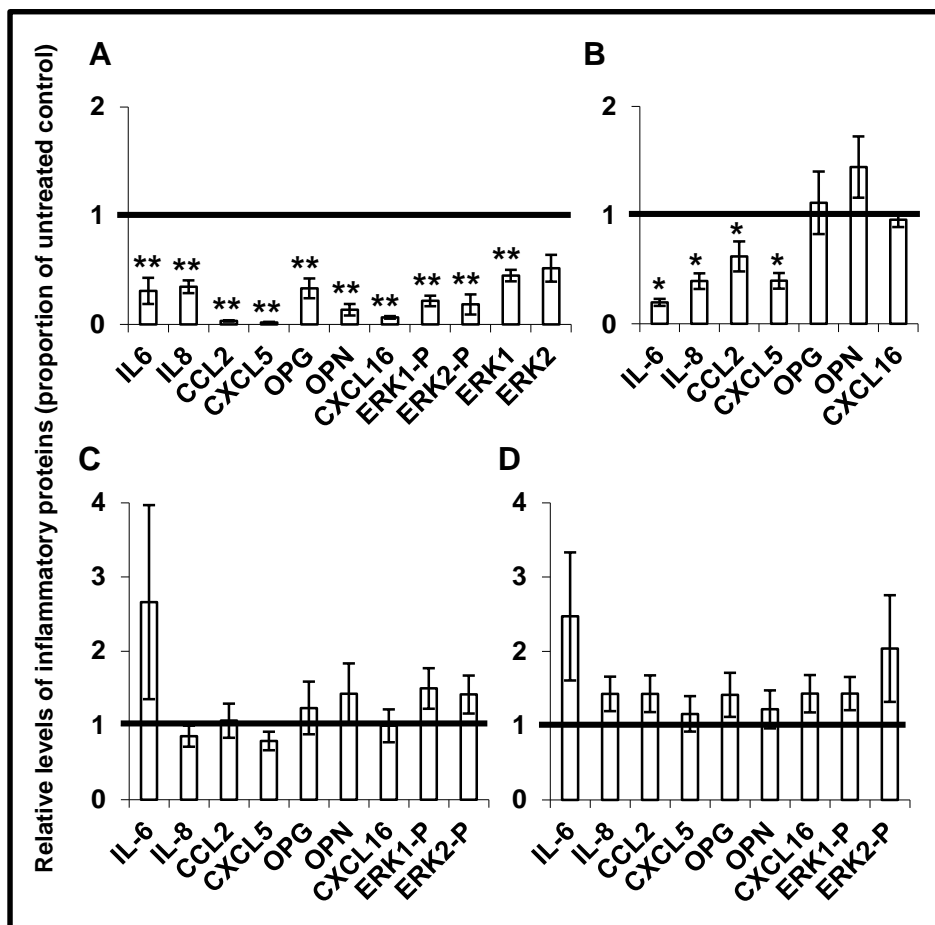 Relative levels of inflammatory proteins (proportion of untreated control)
A
2
1
0
** ** ** ** ** ** ** ** ** **
IL6 IL8 CCL2 CXCL5 OPG OPN CXCL16 ERK1-P ERK2-P ERK1 ERK2
B
2
1
0
* * * *
IL-6 IL-8 CCL2 CXCL5 OPG OPN CXCL16
C
4
3
2
1
0
IL-6 IL-8 CCL2 CXCL5 OPG OPN CXCL16 ERK1-P ERK2-P
D
4
3
2
1
0
IL-6 IL-8 CCL2 CXCL5 OPG OPN CXCL16 ERK1-P ERK2-P